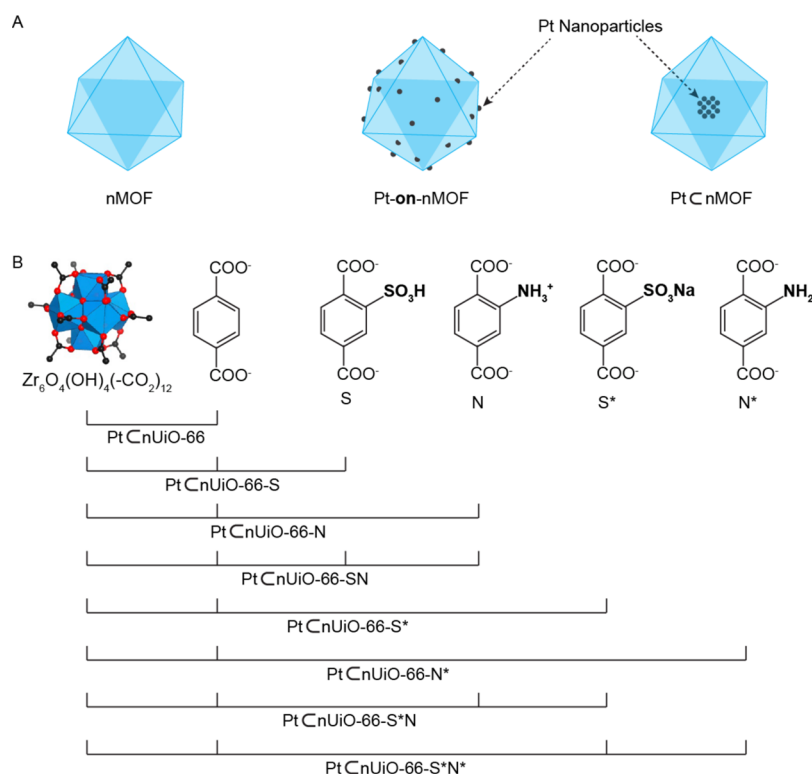 A
Pt Nanoparticles
nMOF
Pt-on-nMOF
Pt⊂nMOF
B
COO⁻ COO⁻ COO⁻ COO⁻ COO⁻
SO₃H NH₃⁺ SO₃Na NH₂
COO⁻ COO⁻ COO⁻ COO⁻ COO⁻
Zr₆O₄(OH)₄(-CO₂)₁₂
S N S* N*
Pt⊂nUiO-66
Pt⊂nUiO-66-S
Pt⊂nUiO-66-N
Pt⊂nUiO-66-SN
Pt⊂nUiO-66-S*
Pt⊂nUiO-66-N*
Pt⊂nUiO-66-S*N
Pt⊂nUiO-66-S*N*